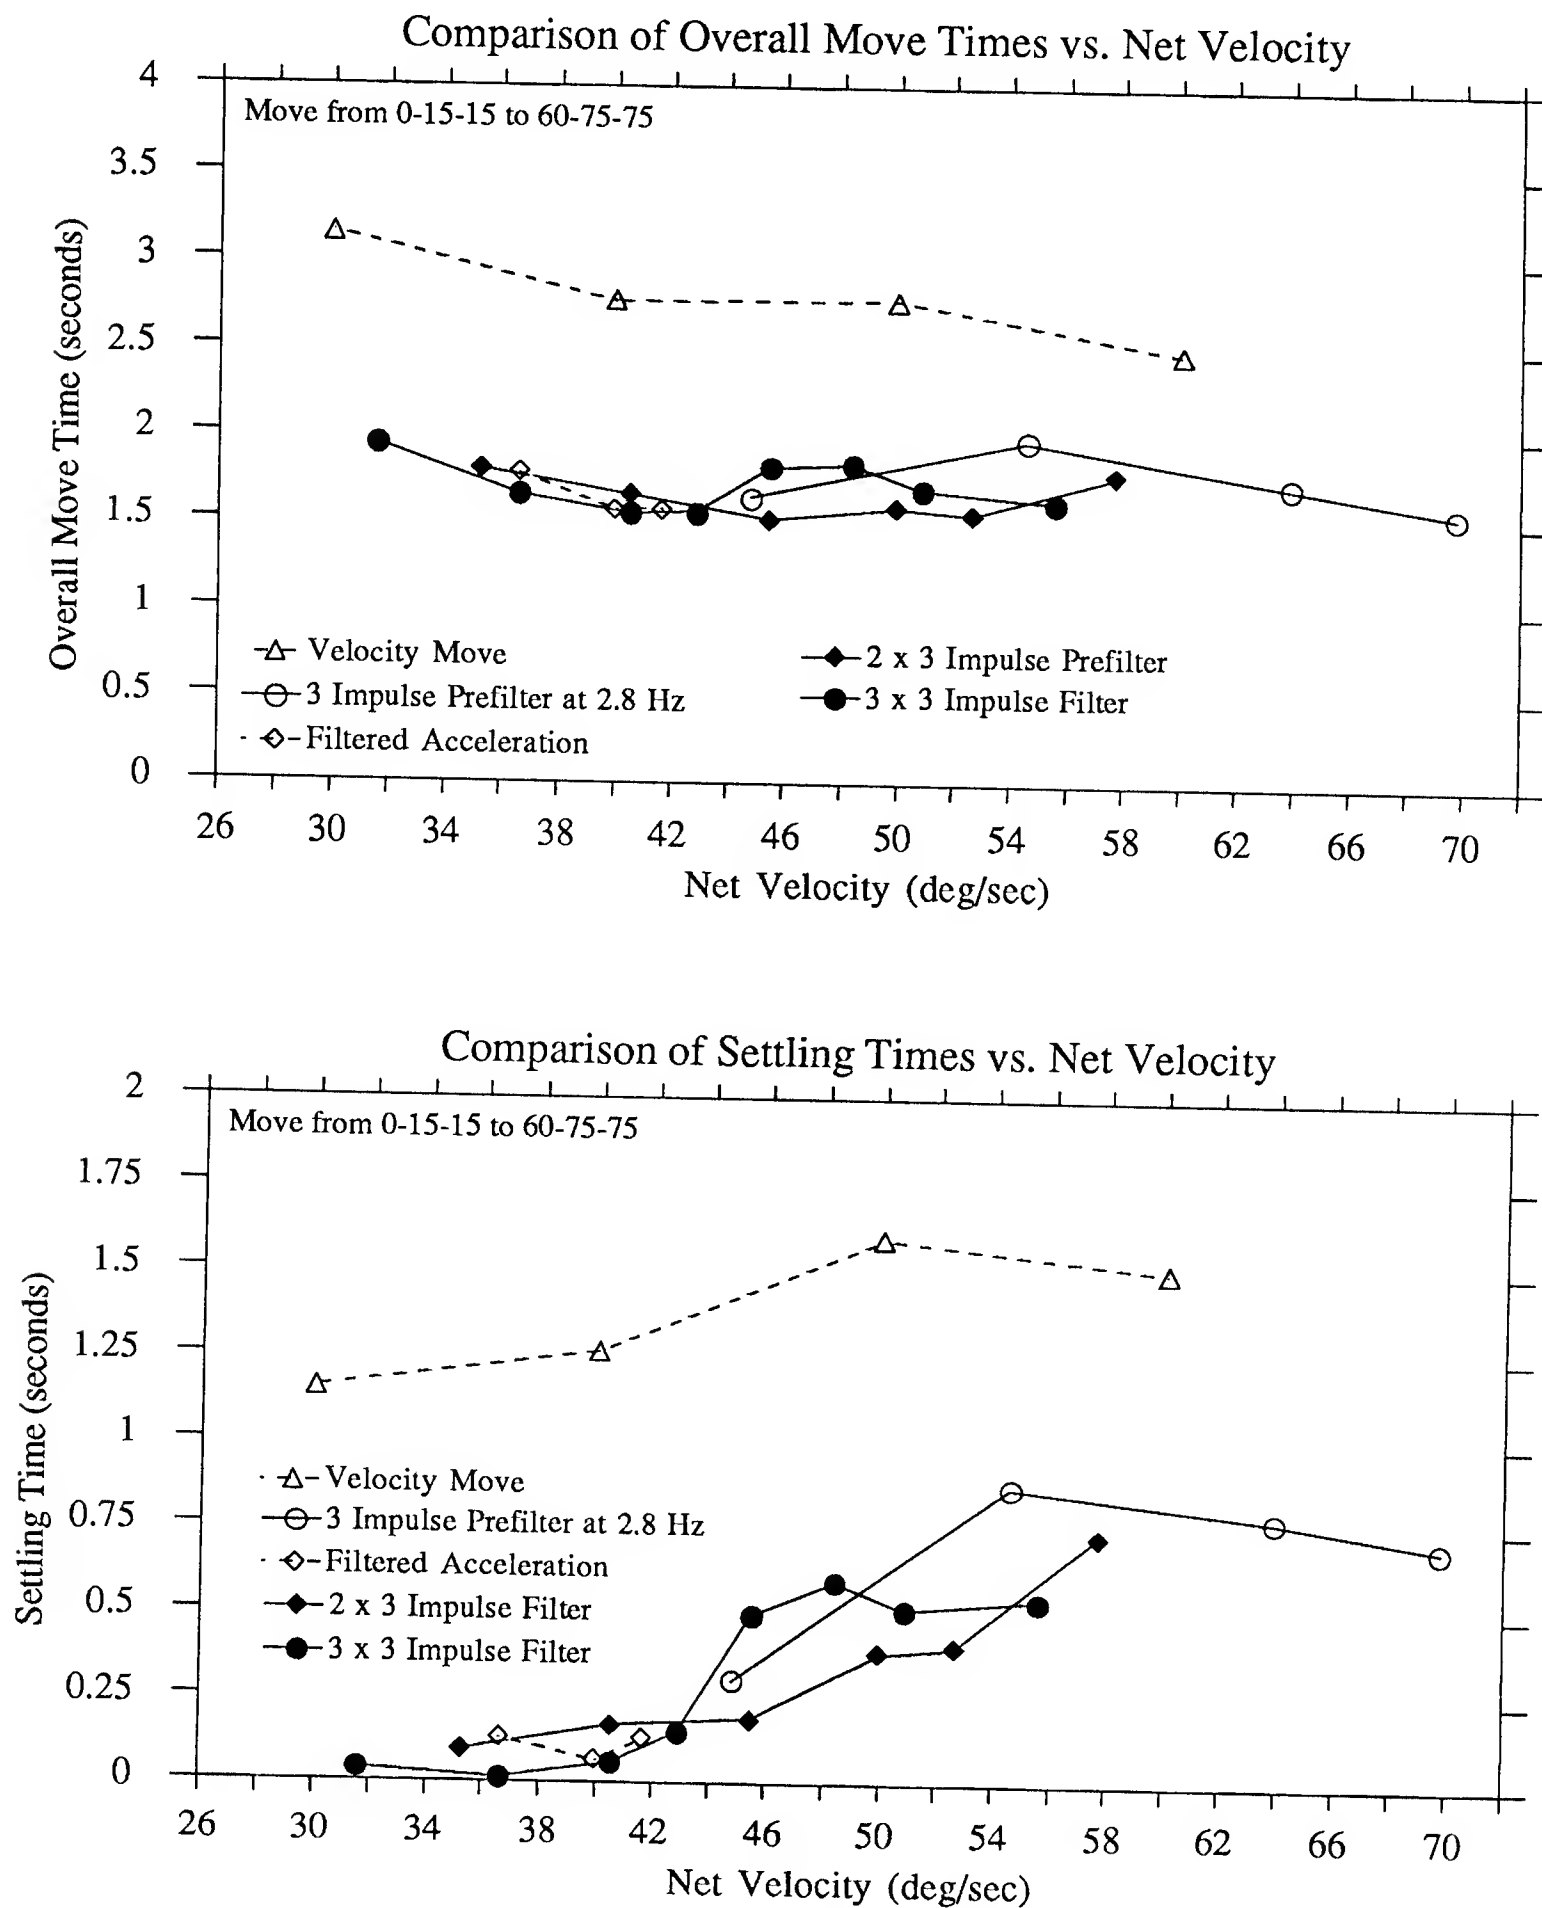 Comparison of Overall Move Times vs. Net Velocity
Move from 0-15-15 to 60-75-75
4
3.5
3
2.5
2
1.5
1
0.5
0
Overall Move Time (seconds)
Velocity Move
3 Impulse Prefilter at 2.8 Hz
Filtered Acceleration
2 x 3 Impulse Prefilter
3 x 3 Impulse Filter
26 30 34 38 42 46 50 54 58 62 66 70
Net Velocity (deg/sec)
Comparison of Settling Times vs. Net Velocity
Move from 0-15-15 to 60-75-75
2
1.75
1.5
1.25
1
0.75
0.5
0.25
0
Settling Time (seconds)
Velocity Move
3 Impulse Prefilter at 2.8 Hz
Filtered Acceleration
2 x 3 Impulse Filter
3 x 3 Impulse Filter
26 30 34 38 42 46 50 54 58 62 66 70
Net Velocity (deg/sec)